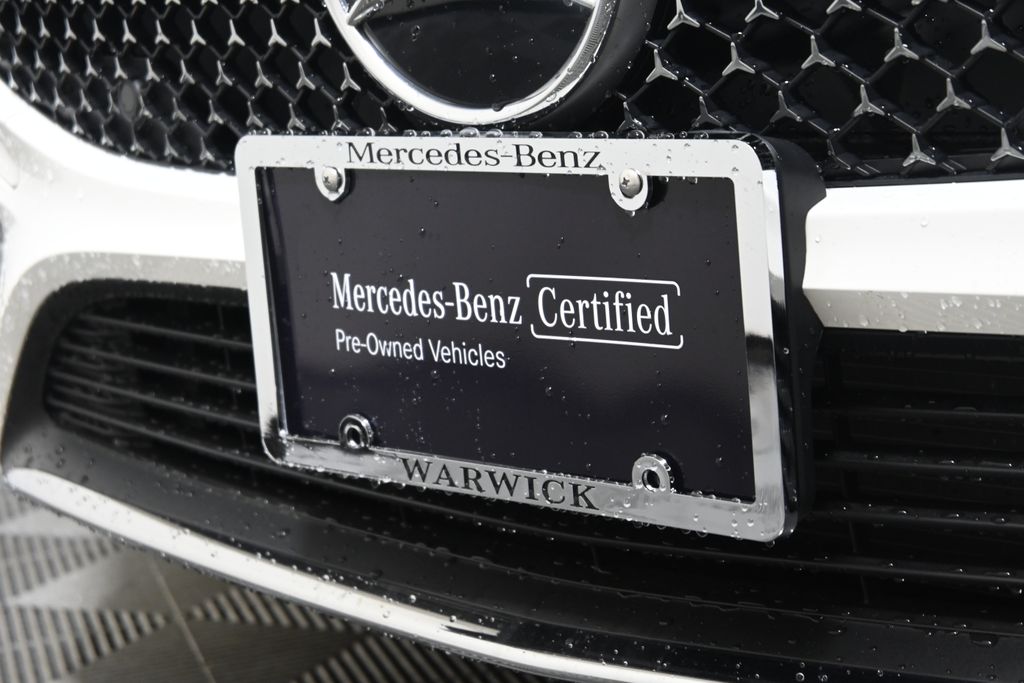 Mercedes-Benz
Mercedes-Benz Certified
Pre-Owned Vehicles
WARWICK